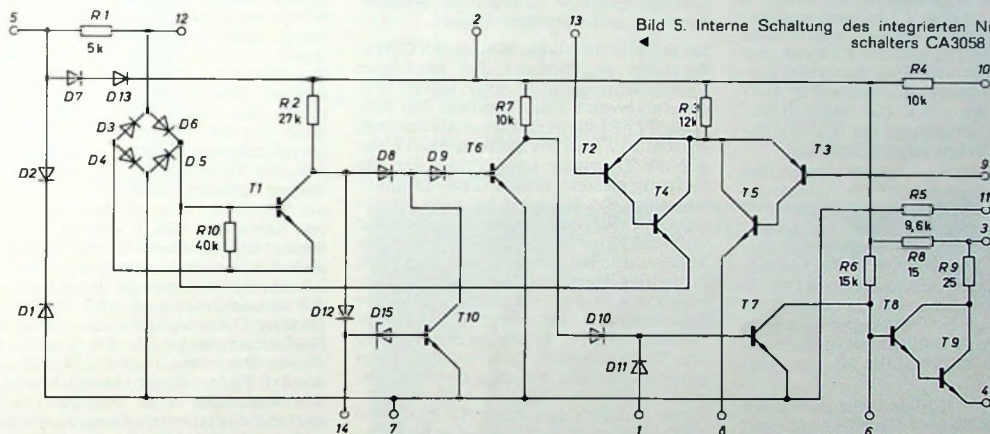 5
R1
5k
12
2
13
Bild 5. Interne Schaltung des integrierten
schalters CA3058
D7
D13
R2
27k
R7
10k
R3
12k
R4
10k
10
D3
D6
D4
D5
D2
T1
D8
D9
T6
T2
T4
T5
T3
9
R5
9,6k
11
R10
40k
R8
15
3
R6
15k
R9
25
D1
D12
D15
T10
D10
D11
T7
T8
T9
4
14
7
1
8
6